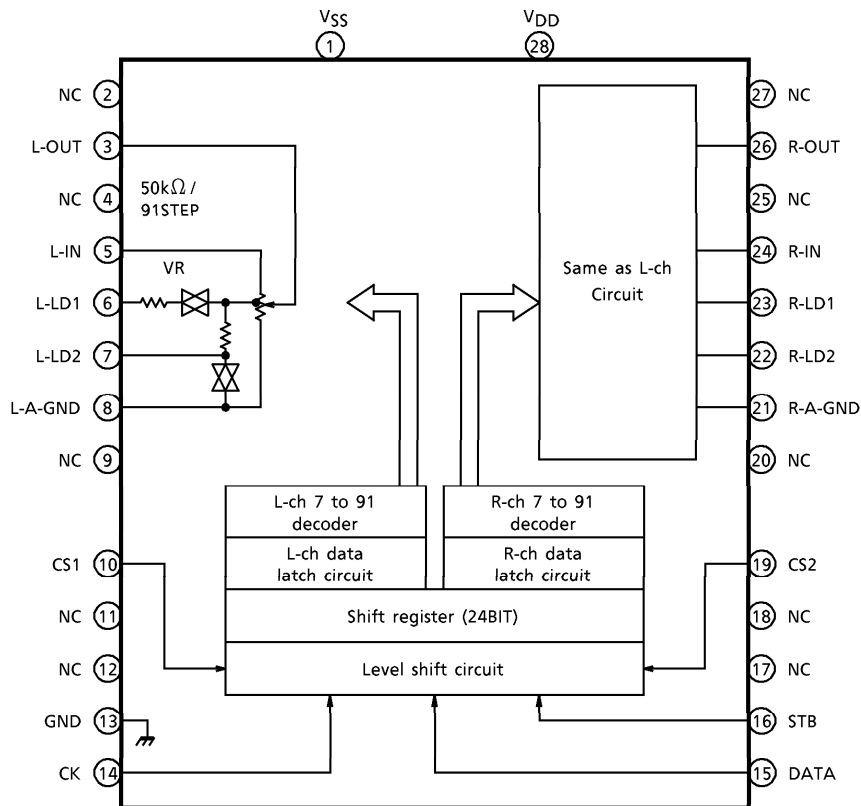 VSS
VDD
1
28
NC 2
27 NC
L-OUT 3
26 R-OUT
NC 4
50kΩ /
91STEP
25 NC
L-IN 5
24 R-IN
VR
Same as L-ch
Circuit
L-LD1 6
23 R-LD1
L-LD2 7
22 R-LD2
L-A-GND 8
21 R-A-GND
NC 9
20 NC
L-ch 7 to 91
decoder
R-ch 7 to 91
decoder
L-ch data
latch circuit
R-ch data
latch circuit
CS1 10
19 CS2
NC 11
Shift register (24BIT)
18 NC
NC 12
Level shift circuit
17 NC
GND 13
16 STB
CK 14
15 DATA